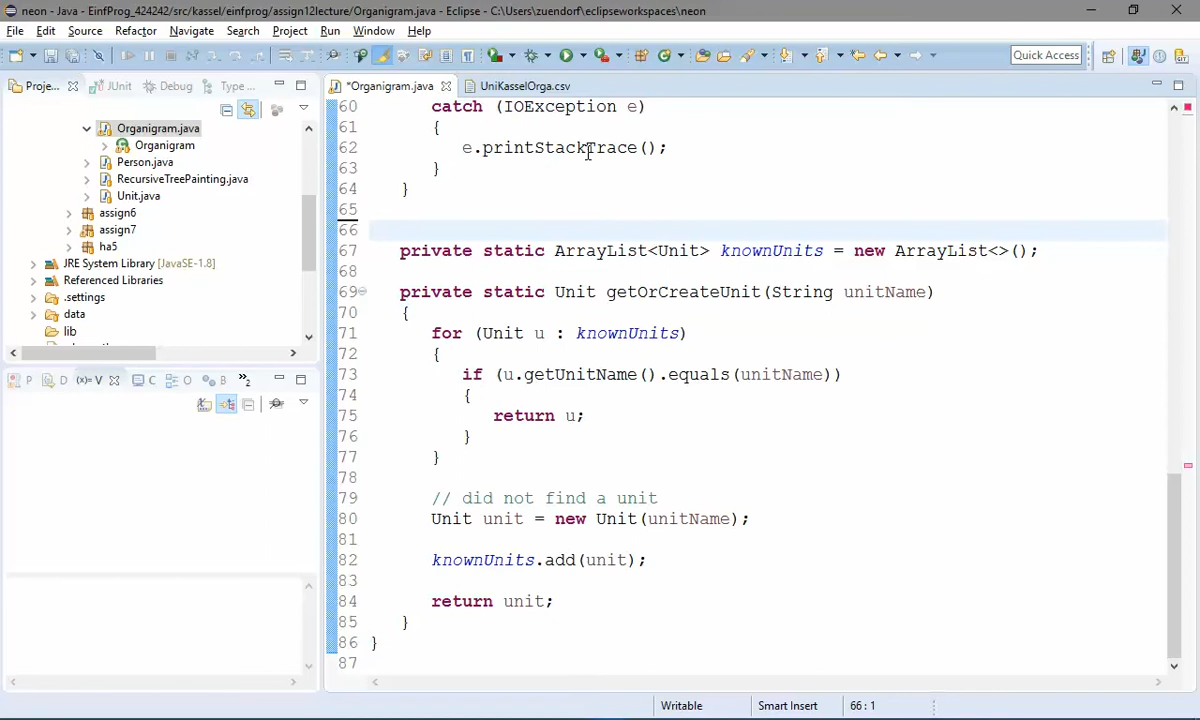 neon - Java - EinfProg_424242/src/kassel/einfprog/assign12lecture/Organigram.java - Eclipse - C:\Users\zuendorf\eclipseworkspaces\neon
File Edit Source Refactor Navigate Search Project Run Window Help
Quick Access
Proje... JUnit Debug Type ...
*Organigram.java UniKasselOrga.csv
Organigram.java
Organigram
Person.java
RecursiveTreePainting.java
Unit.java
assign6
assign7
ha5
JRE System Library [JavaSE-1.8]
Referenced Libraries
.settings
data
lib
P D (x)= V C O B »2
60 catch (IOException e)
61 {
62 e.printStackTrace();
63 }
64 }
65
66
67 private static ArrayList<Unit> knownUnits = new ArrayList<>();
68
69 private static Unit getOrCreateUnit(String unitName)
70 {
71 for (Unit u : knownUnits)
72 {
73 if (u.getUnitName().equals(unitName))
74 {
75 return u;
76 }
77 }
78
79 // did not find a unit
80 Unit unit = new Unit(unitName);
81
82 knownUnits.add(unit);
83
84 return unit;
85 }
86 }
87
Writable Smart Insert 66 : 1